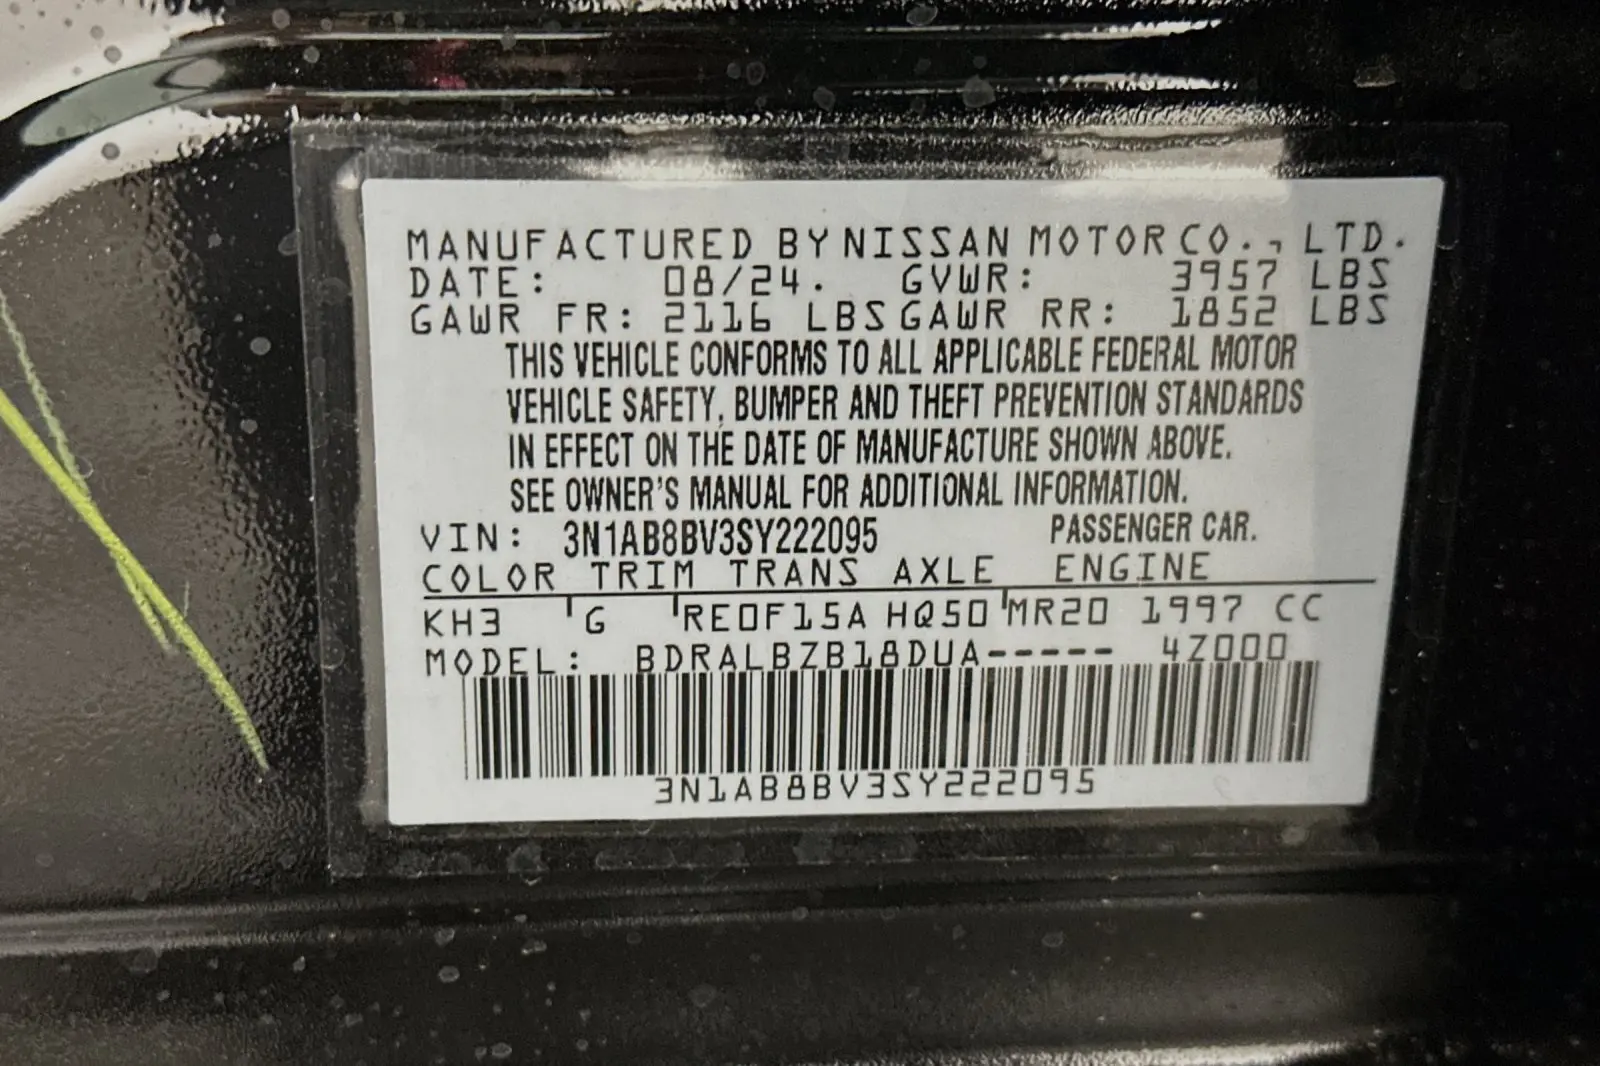 MANUFACTURED BY NISSAN MOTOR CO., LTD.
DATE: 08/24. GVWR: 3957 LBS
GAWR FR: 2116 LBS GAWR RR: 1852 LBS
THIS VEHICLE CONFORMS TO ALL APPLICABLE FEDERAL MOTOR
VEHICLE SAFETY, BUMPER AND THEFT PREVENTION STANDARDS
IN EFFECT ON THE DATE OF MANUFACTURE SHOWN ABOVE.
SEE OWNER'S MANUAL FOR ADDITIONAL INFORMATION.
VIN: 3N1AB8BV3SY222095 PASSENGER CAR.
COLOR TRIM TRANS AXLE ENGINE
KH3 G RE0F15A HQ50 MR20 1997 CC
MODEL: BDRALBZB18DUA----- 4Z000
3N1AB8BV3SY222095